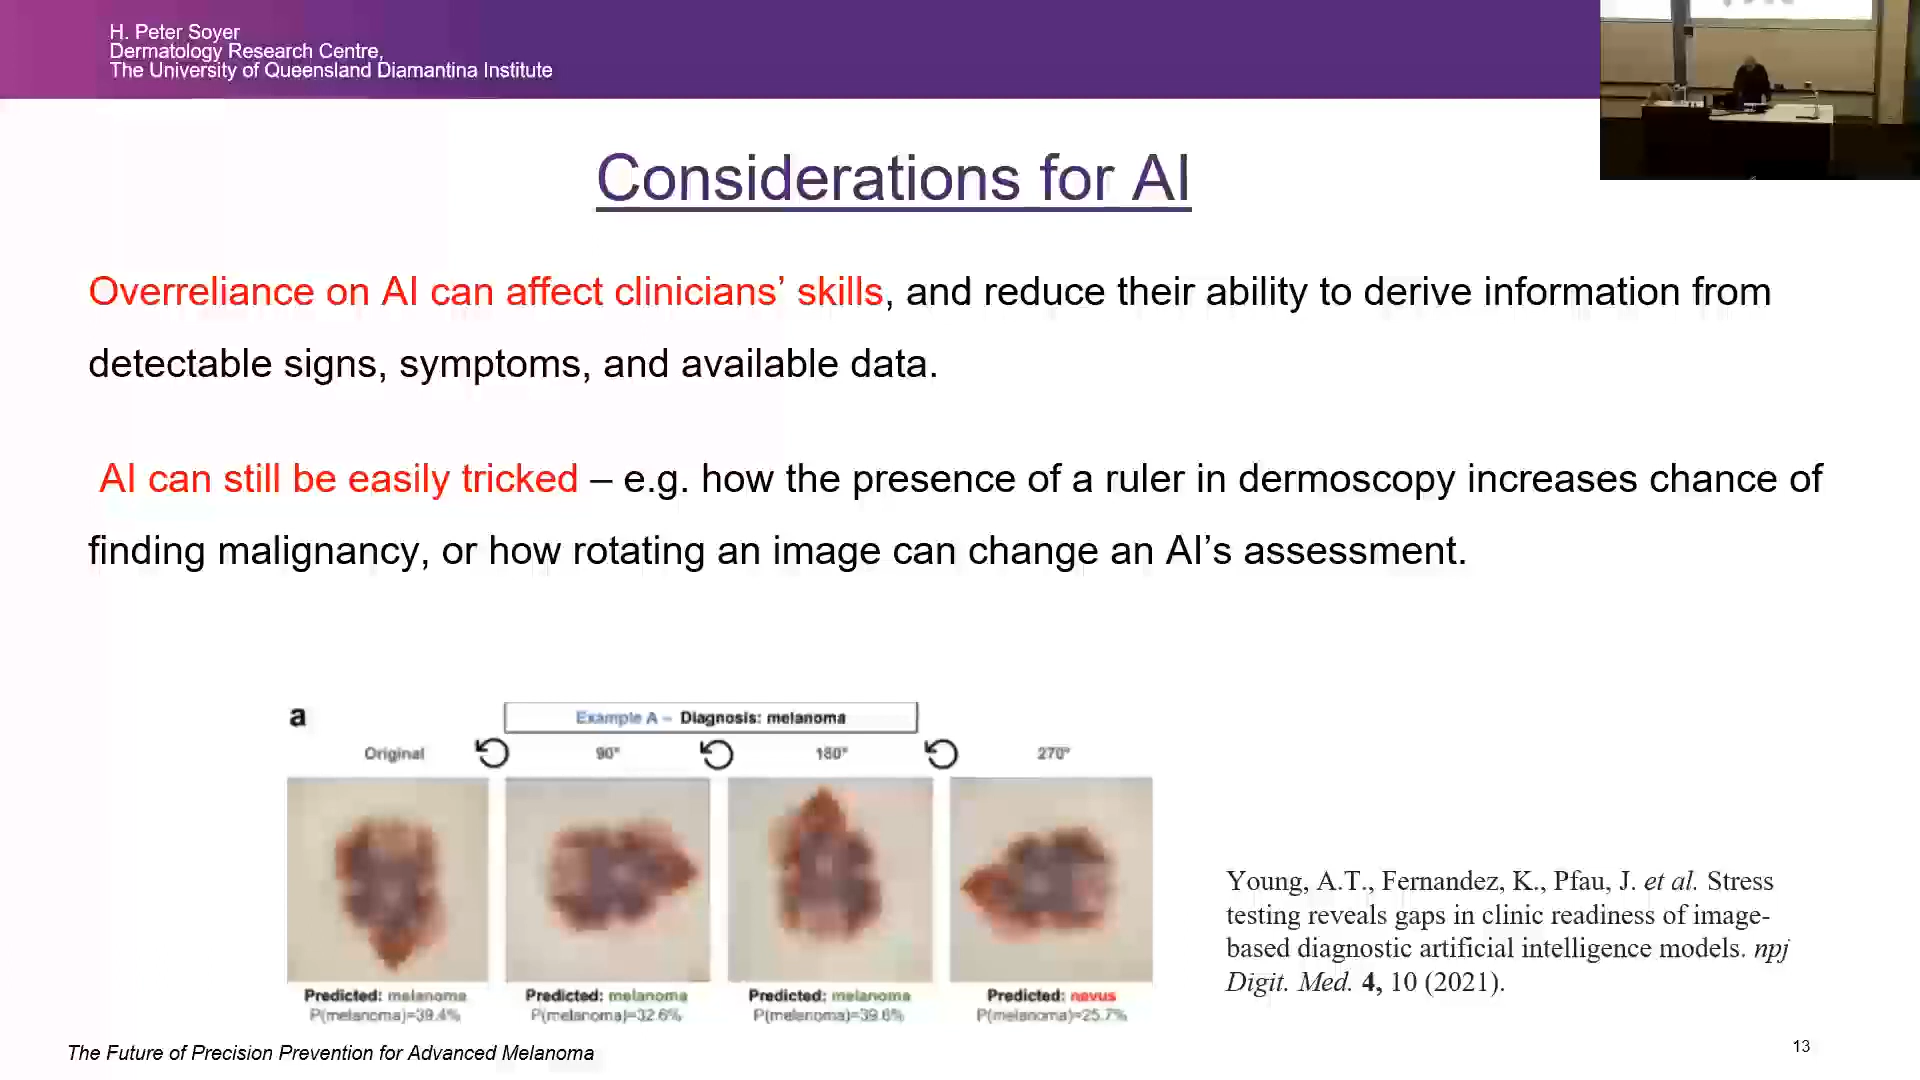 H. Peter Soyer
Dermatology Research Centre,
The University of Queensland Diamantina Institute
Considerations for AI
Overreliance on AI can affect clinicians’ skills, and reduce their ability to derive information from
detectable signs, symptoms, and available data.
AI can still be easily tricked – e.g. how the presence of a ruler in dermoscopy increases chance of
finding malignancy, or how rotating an image can change an AI’s assessment.
a
Example A – Diagnosis: melanoma
Original 90° 180° 270°
Predicted: melanoma Predicted: melanoma Predicted: melanoma Predicted: nevus
P(melanoma)=39.4% P(melanoma)=32.6% P(melanoma)=39.6% P(melanoma)=25.7%
Young, A.T., Fernandez, K., Pfau, J. et al. Stress
testing reveals gaps in clinic readiness of image-
based diagnostic artificial intelligence models. npj
Digit. Med. 4, 10 (2021).
The Future of Precision Prevention for Advanced Melanoma
13